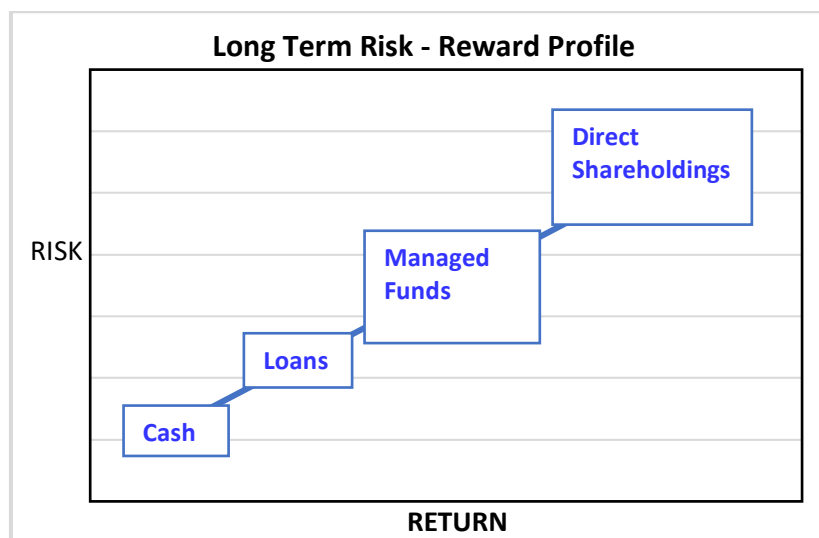 Long Term Risk - Reward Profile
Direct
Shareholdings
RISK
Managed
Funds
Loans
Cash
RETURN